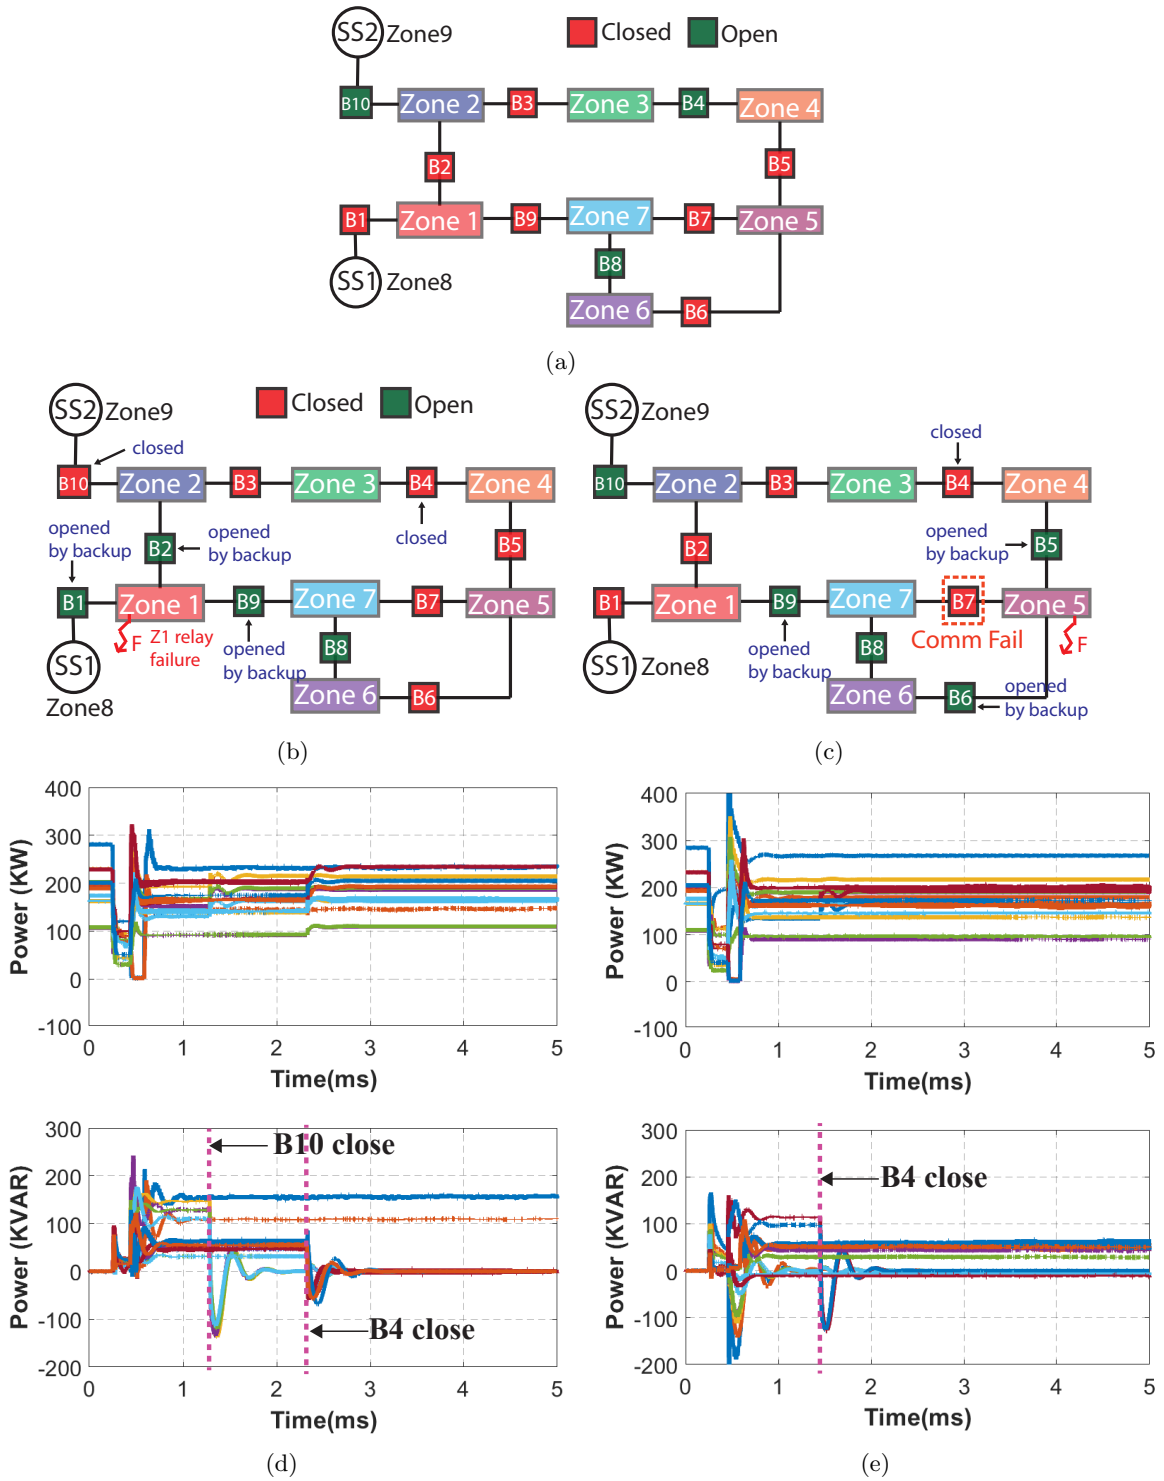 SS2 Zone9
Closed
Open
B10 Zone 2 B3 Zone 3 B4 Zone 4
B2 B5
B1 Zone 1 B9 Zone 7 B7 Zone 5
B8
SS1 Zone8
Zone 6 B6
(a)
SS2 Zone9
Closed
Open
closed
B10 Zone 2 B3 Zone 3 B4 Zone 4
opened
by backup
B2
opened
by backup
closed
B5
B1 Zone 1 B9 Zone 7 B7 Zone 5
F
Z1 relay
failure
B8
opened
by backup
SS1
Zone8
Zone 6 B6
(b)
SS2 Zone9
closed
B10 Zone 2 B3 Zone 3 B4 Zone 4
B2
opened
by backup
B5
B1 Zone 1 B9 Zone 7 B7 Zone 5
Comm Fail
F
B8
opened
by backup
SS1 Zone8
Zone 6 B6
opened
by backup
(c)
400
300
200
100
0
-100
Power (KW)
0 1 2 3 4 5
Time(ms)
300
200
100
0
-100
-200
Power (KVAR)
B10 close
B4 close
0 1 2 3 4 5
Time(ms)
(d)
400
300
200
100
0
-100
Power (KW)
0 1 2 3 4 5
Time(ms)
300
200
100
0
-100
-200
Power (KVAR)
B4 close
0 1 2 3 4 5
Time(ms)
(e)